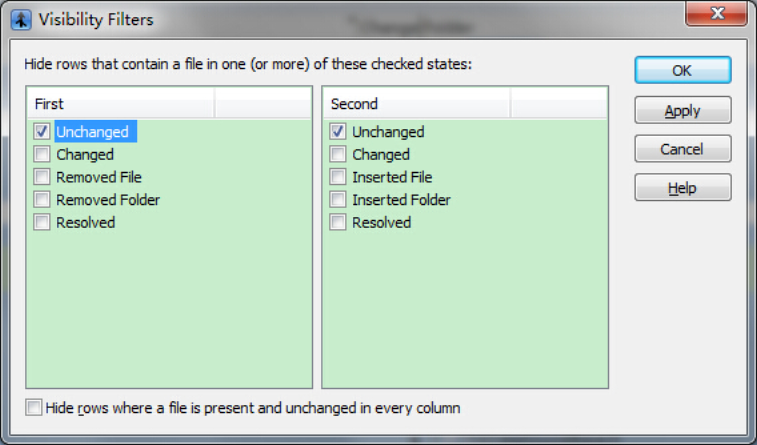 Visibility Filters
Hide rows that contain a file in one (or more) of these checked states:
First
Unchanged
Changed
Removed File
Removed Folder
Resolved
Second
Unchanged
Changed
Inserted File
Inserted Folder
Resolved
OK
Apply
Cancel
Help
Hide rows where a file is present and unchanged in every column